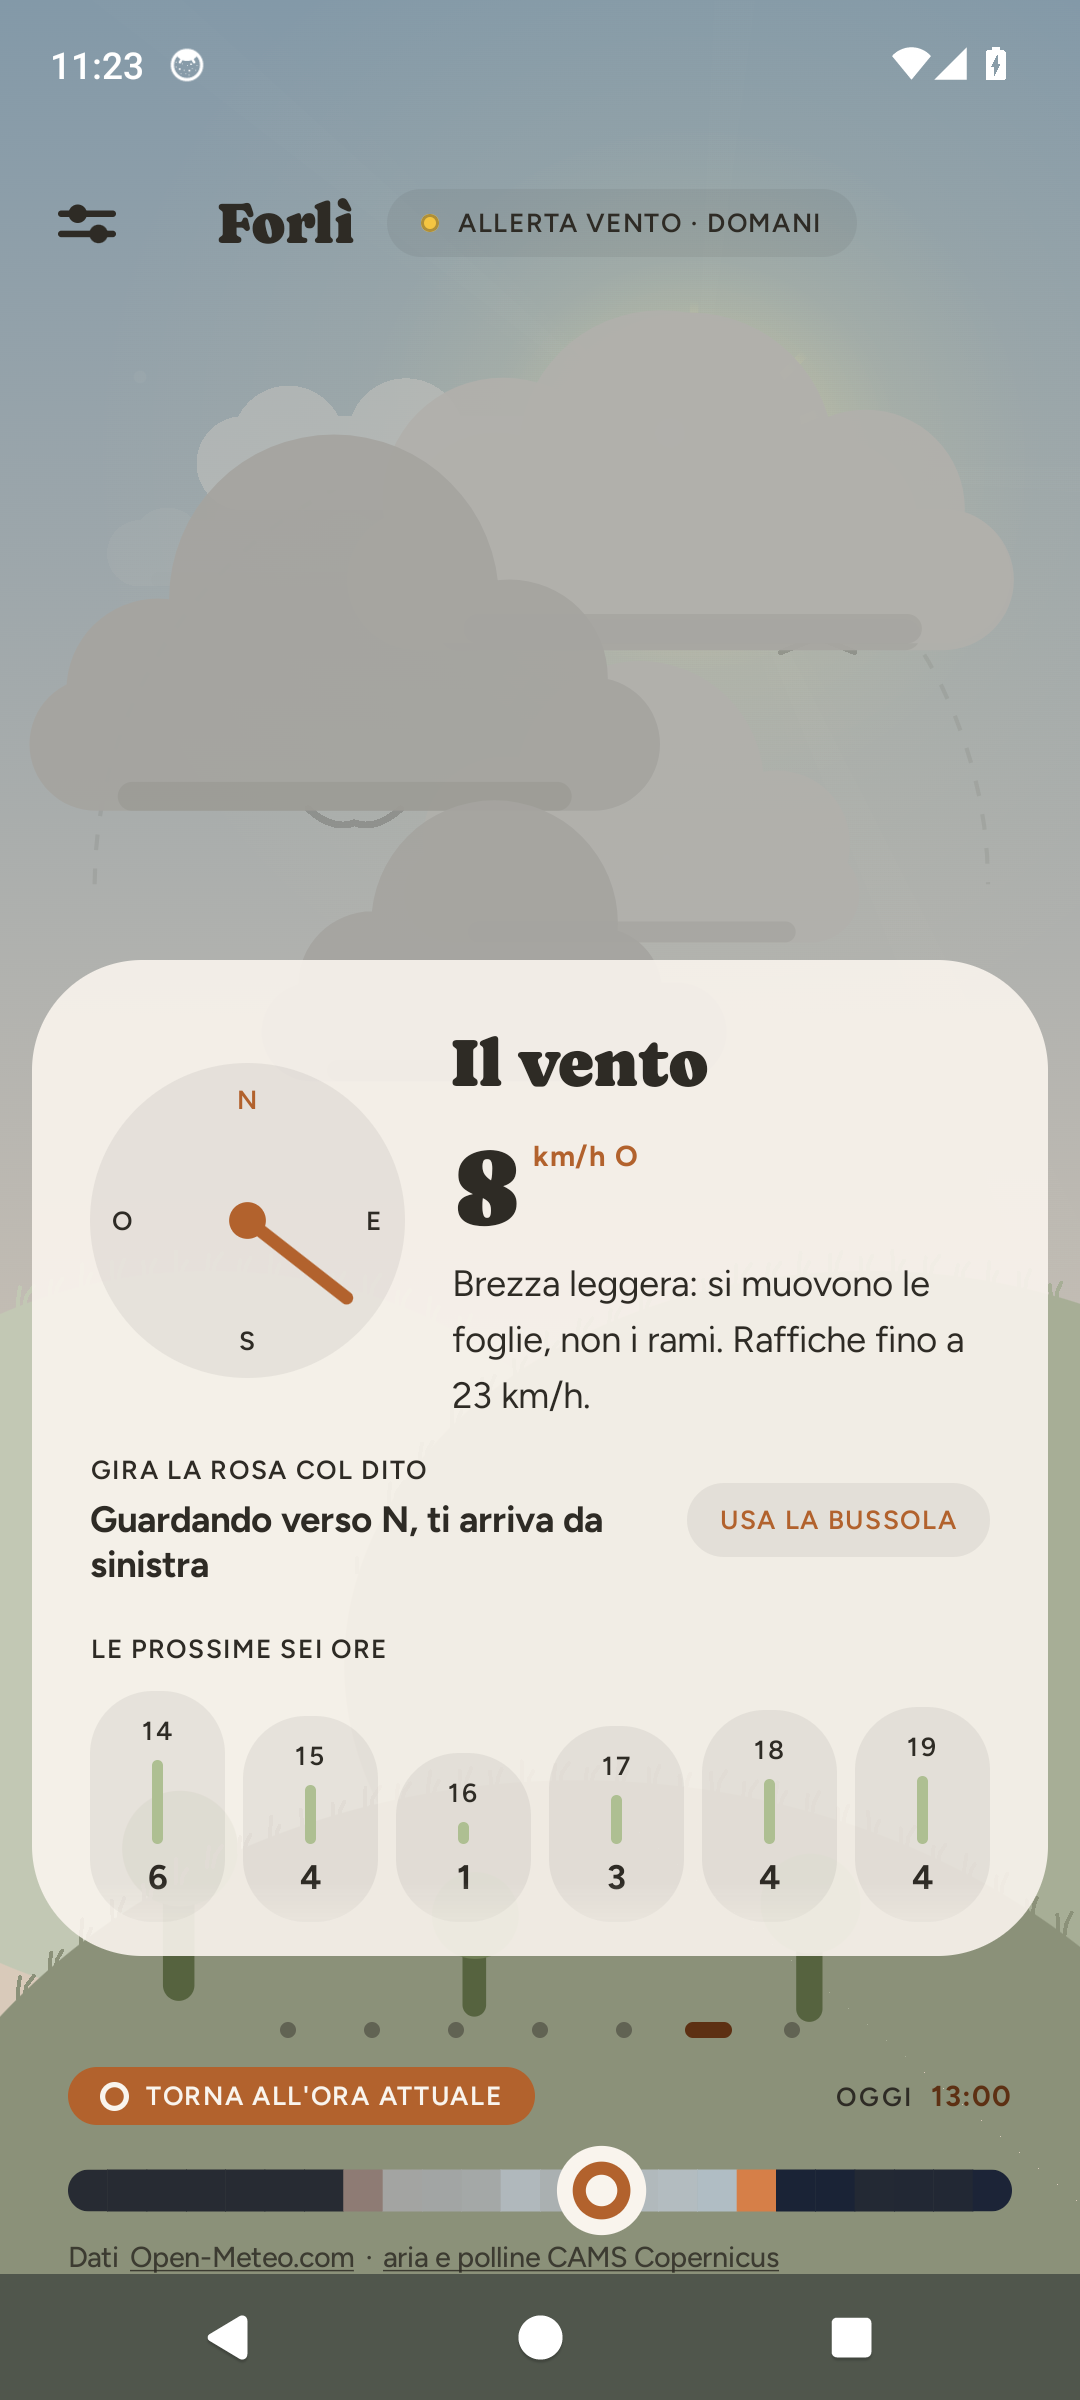 11:23
Forlì
ALLERTA VENTO · DOMANI
Il vento
N
O
E
S
8 km/h O
Brezza leggera: si muovono le
foglie, non i rami. Raffiche fino a
23 km/h.
GIRA LA ROSA COL DITO
Guardando verso N, ti arriva da
sinistra
USA LA BUSSOLA
LE PROSSIME SEI ORE
14 15 16 17 18 19
6 4 1 3 4 4
TORNA ALL'ORA ATTUALE
OGGI 13:00
Dati Open-Meteo.com · aria e polline CAMS Copernicus